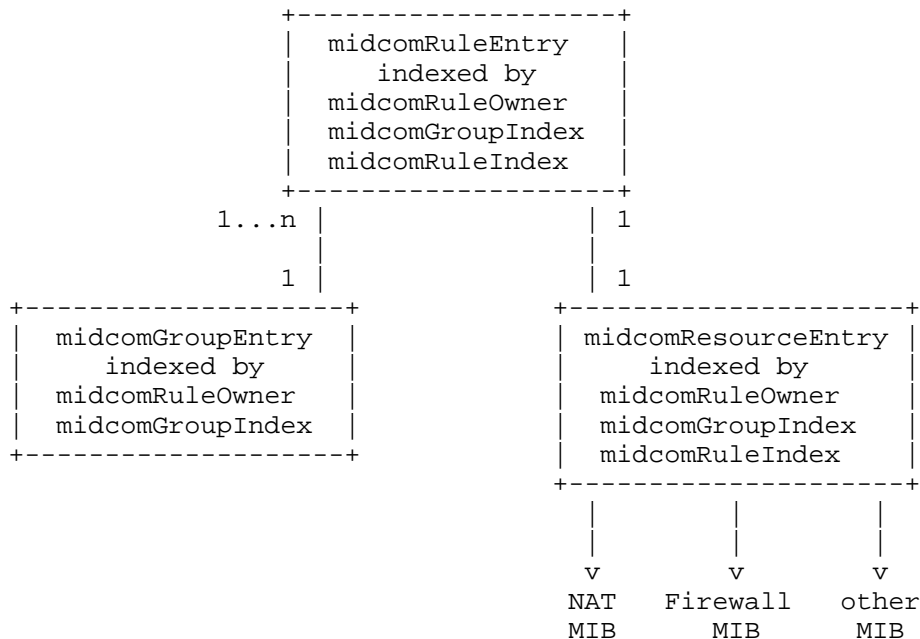 midcomRuleEntry
indexed by
midcomRuleOwner
midcomGroupIndex
midcomRuleIndex
1...n 1
1 1
midcomGroupEntry midcomResourceEntry
indexed by indexed by
midcomRuleOwner midcomRuleOwner
midcomGroupIndex midcomGroupIndex
midcomRuleIndex
v v v
NAT Firewall other
MIB MIB MIB